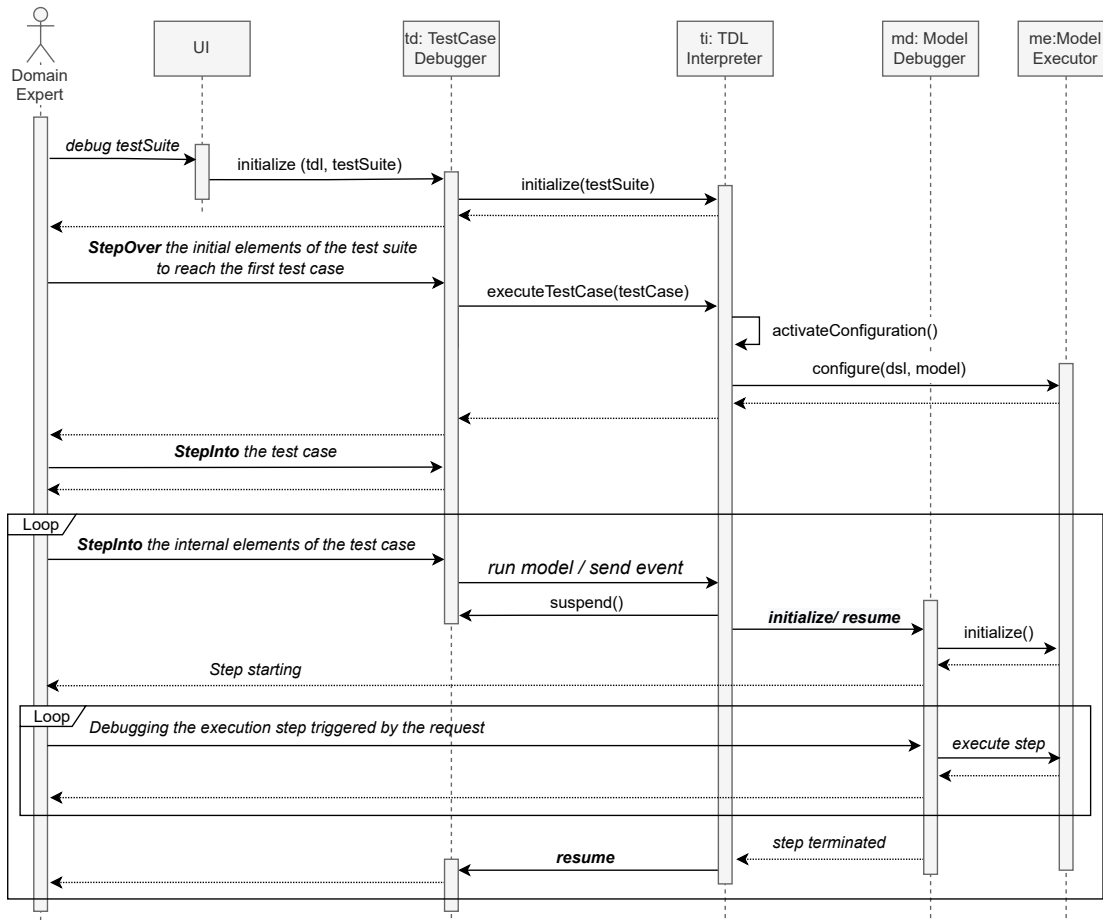 UI
td: TestCase
Debugger
ti: TDL
Interpreter
md: Model
Debugger
me:Model
Executor
Domain
Expert
debug testSuite
initialize (tdl, testSuite)
initialize(testSuite)
StepOver the initial elements of the test suite
to reach the first test case
executeTestCase(testCase)
activateConfiguration()
configure(dsl, model)
StepInto the test case
Loop
StepInto the internal elements of the test case
run model / send event
suspend()
initialize/ resume
initialize()
Step starting
Loop
Debugging the execution step triggered by the request
execute step
step terminated
resume